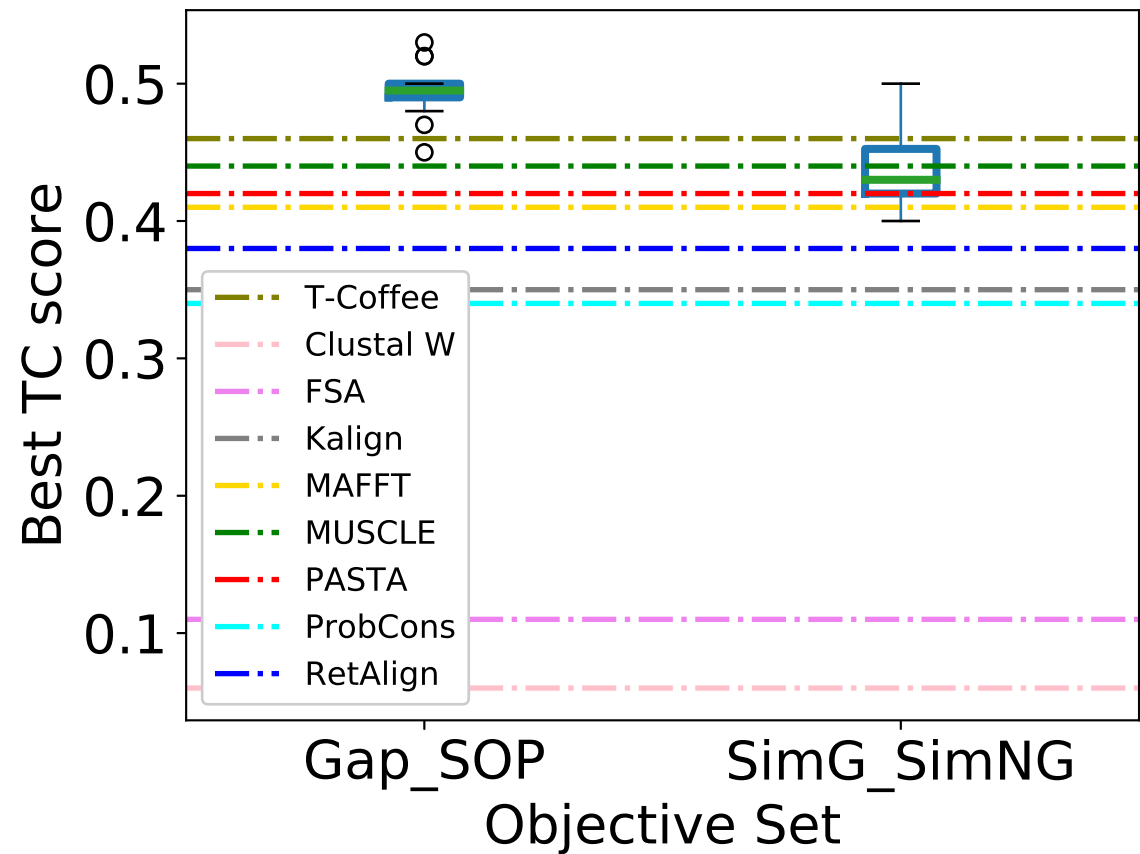 0.5
0.4
0.3
0.2
0.1
Best TC score
T-Coffee
Clustal W
FSA
Kalign
MAFFT
MUSCLE
PASTA
ProbCons
RetAlign
Gap_SOP
SimG_SimNG
Objective Set